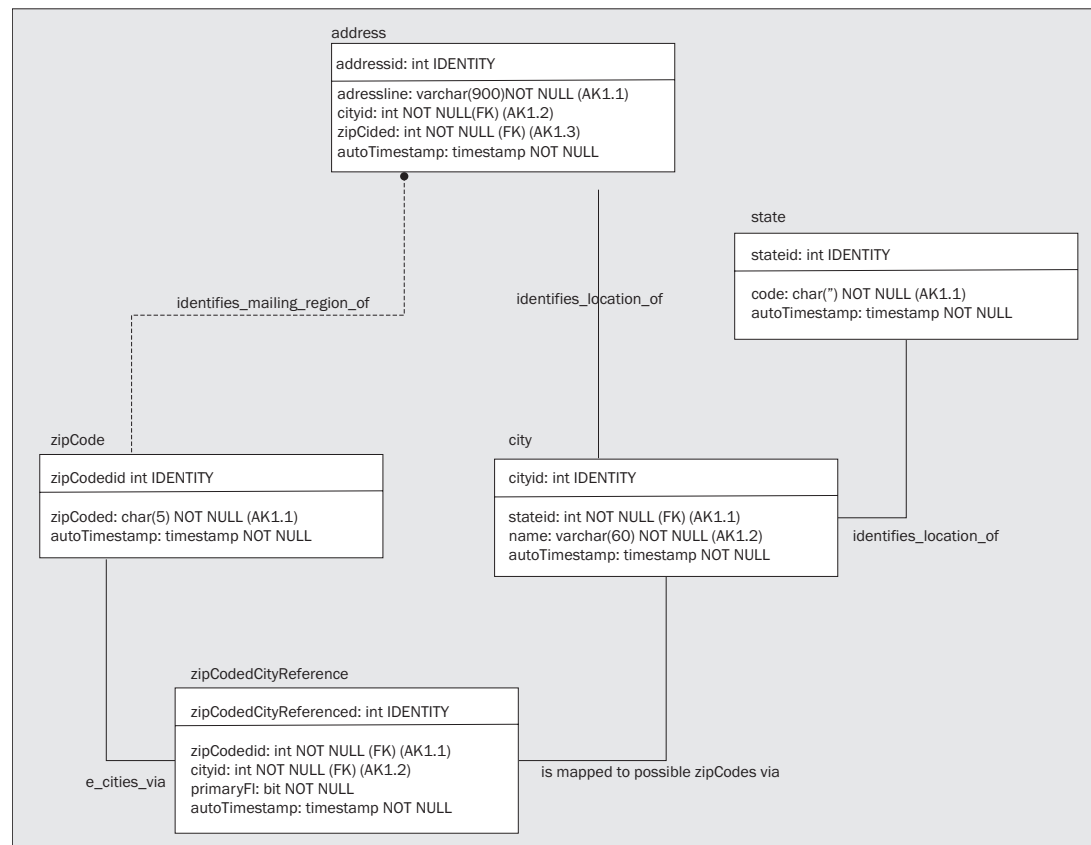 address
addressid: int IDENTITY
adressline: varchar(900)NOT NULL (AK1.1)
cityid: int NOT NULL(FK) (AK1.2)
zipCided: int NOT NULL (FK) (AK1.3)
autoTimestamp: timestamp NOT NULL
state
stateid: int IDENTITY
code: char(”) NOT NULL (AK1.1)
autoTimestamp: timestamp NOT NULL
identifies_mailing_region_of
identifies_location_of
zipCode
zipCodedid int IDENTITY
zipCoded: char(5) NOT NULL (AK1.1)
autoTimestamp: timestamp NOT NULL
city
cityid: int IDENTITY
stateid: int NOT NULL (FK) (AK1.1)
name: varchar(60) NOT NULL (AK1.2)
autoTimestamp: timestamp NOT NULL
identifies_location_of
zipCodedCityReference
zipCodedCityReferenced: int IDENTITY
zipCodedid: int NOT NULL (FK) (AK1.1)
cityid: int NOT NULL (FK) (AK1.2)
primaryFl: bit NOT NULL
autoTimestamp: timestamp NOT NULL
e_cities_via
is mapped to possible zipCodes via